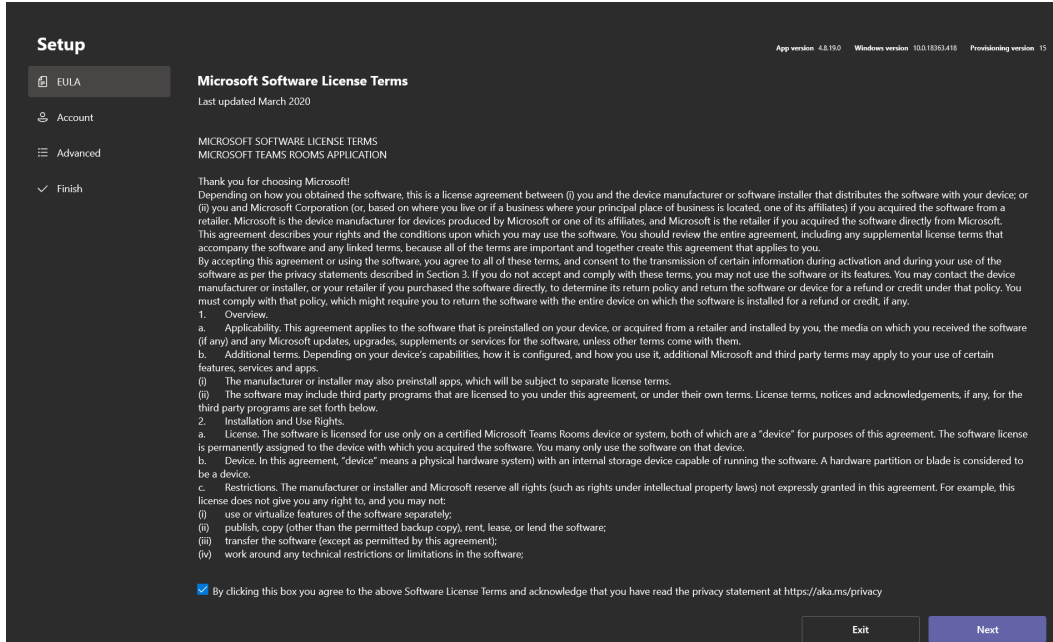 Setup
App version 4.8.19.0 Windows version 10.0.18363.418 Provisioning version 15
EULA
Account
Advanced
Finish
Microsoft Software License Terms
Last updated March 2020
MICROSOFT SOFTWARE LICENSE TERMS
MICROSOFT TEAMS ROOMS APPLICATION
Thank you for choosing Microsoft!
Depending on how you obtained the software, this is a license agreement between (i) you and the device manufacturer or software installer that distributes the software with your device; or
(ii) you and Microsoft Corporation (or, based on where you live or if a business where your principal place of business is located, one of its affiliates) if you acquired the software from a
retailer. Microsoft is the device manufacturer for devices produced by Microsoft or one of its affiliates, and Microsoft is the retailer if you acquired the software directly from Microsoft.
This agreement describes your rights and the conditions upon which you may use the software. You should review the entire agreement, including any supplemental license terms that
accompany the software and any linked terms, because all of the terms are important and together create this agreement that applies to you.
By accepting this agreement or using the software, you agree to all of these terms, and consent to the transmission of certain information during activation and during your use of the
software as per the privacy statements described in Section 3. If you do not accept and comply with these terms, you may not use the software or its features. You may contact the device
manufacturer or installer, or your retailer if you purchased the software directly, to determine its return policy and return the software or device for a refund or credit under that policy. You
must comply with that policy, which might require you to return the software with the entire device on which the software is installed for a refund or credit, if any.
1. Overview.
a. Applicability. This agreement applies to the software that is preinstalled on your device, or acquired from a retailer and installed by you, the media on which you received the software
(if any) and any Microsoft updates, upgrades, supplements or services for the software, unless other terms come with them.
b. Additional terms. Depending on your device's capabilities, how it is configured, and how you use it, additional Microsoft and third party terms may apply to your use of certain
features, services and apps.
(i) The manufacturer or installer may also preinstall apps, which will be subject to separate license terms.
(ii) The software may include third party programs that are licensed to you under this agreement, or under their own terms. License terms, notices and acknowledgements, if any, for the
third party programs are set forth below.
2. Installation and Use Rights.
a. License. The software is licensed for use only on a certified Microsoft Teams Rooms device or system, both of which are a "device" for purposes of this agreement. The software license
is permanently assigned to the device with which you acquired the software. You many only use the software on that device.
b. Device. In this agreement, "device" means a physical hardware system) with an internal storage device capable of running the software. A hardware partition or blade is considered to
be a device.
c. Restrictions. The manufacturer or installer and Microsoft reserve all rights (such as rights under intellectual property laws) not expressly granted in this agreement. For example, this
license does not give you any right to, and you may not:
(i) use or virtualize features of the software separately;
(ii) publish, copy (other than the permitted backup copy), rent, lease, or lend the software;
(iii) transfer the software (except as permitted by this agreement);
(iv) work around any technical restrictions or limitations in the software;
By clicking this box you agree to the above Software License Terms and acknowledge that you have read the privacy statement at https://aka.ms/privacy
Exit
Next